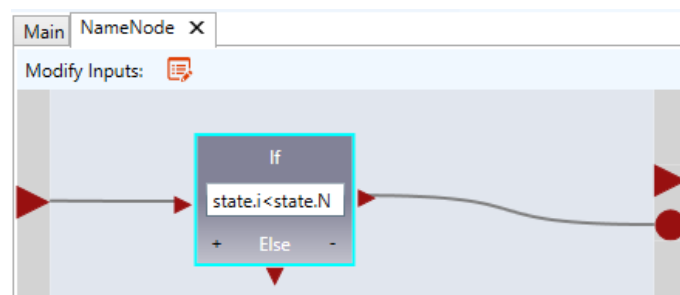 Main NameNode X
Modify Inputs:
If
state.i<state.N
+ Else -